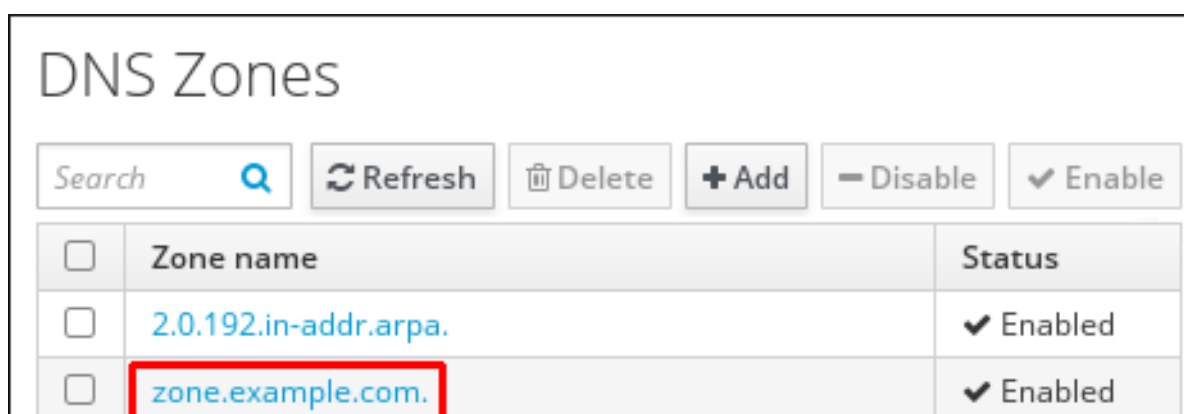 DNS Zones
Search Refresh Delete Add Disable Enable
Zone name Status
2.0.192.in-addr.arpa. Enabled
zone.example.com. Enabled